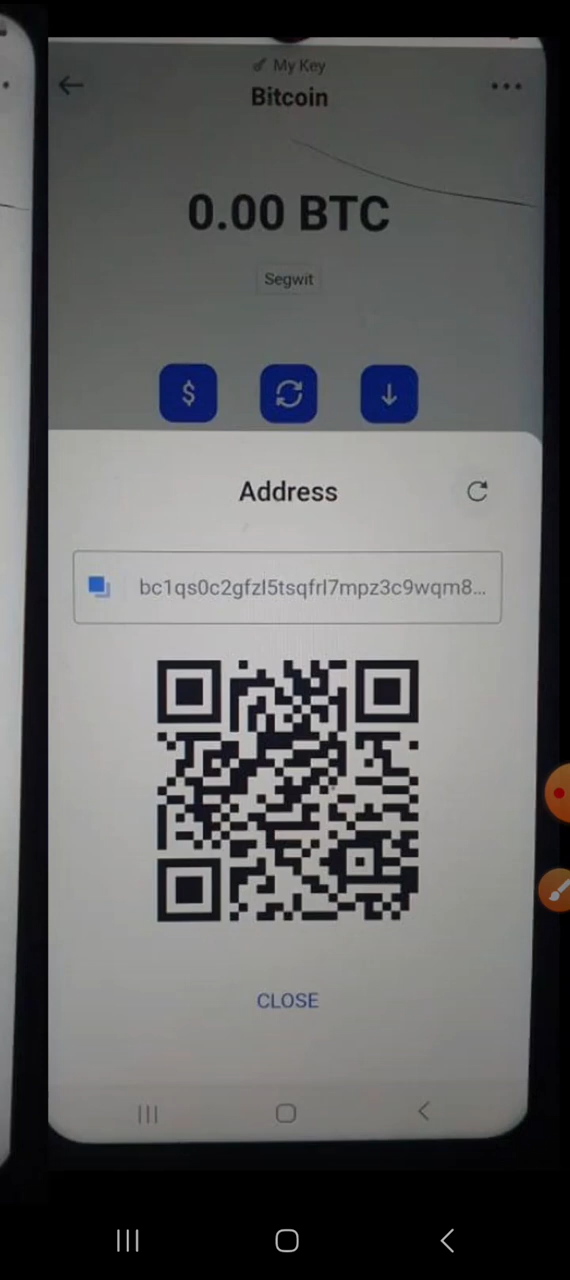 My Key
Bitcoin
0.00 BTC
Segwit
$
Address
bc1qs0c2gfzl5tsqfrl7mpz3c9wqm8...
CLOSE